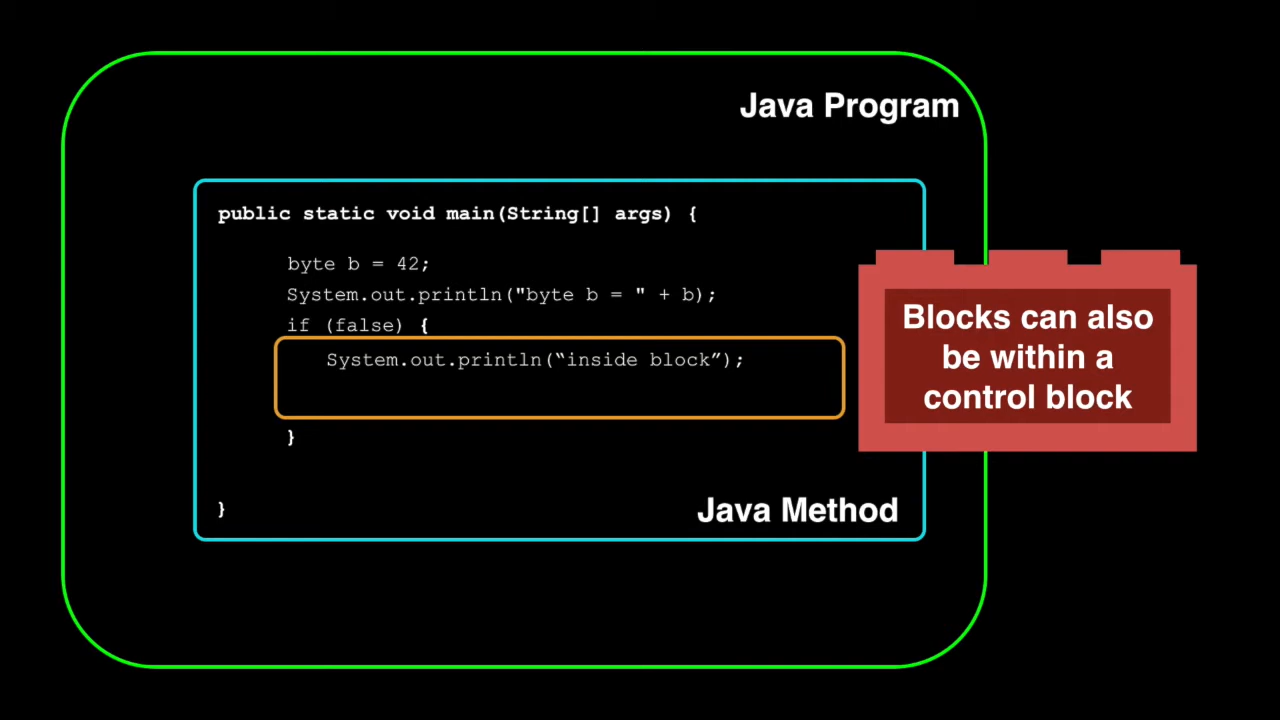 Java Program
public static void main(String[] args) {
byte b = 42;
System.out.println("byte b = " + b);
if (false) {
System.out.println(“inside block”);
}
}
Java Method
Blocks can also
be within a
control block